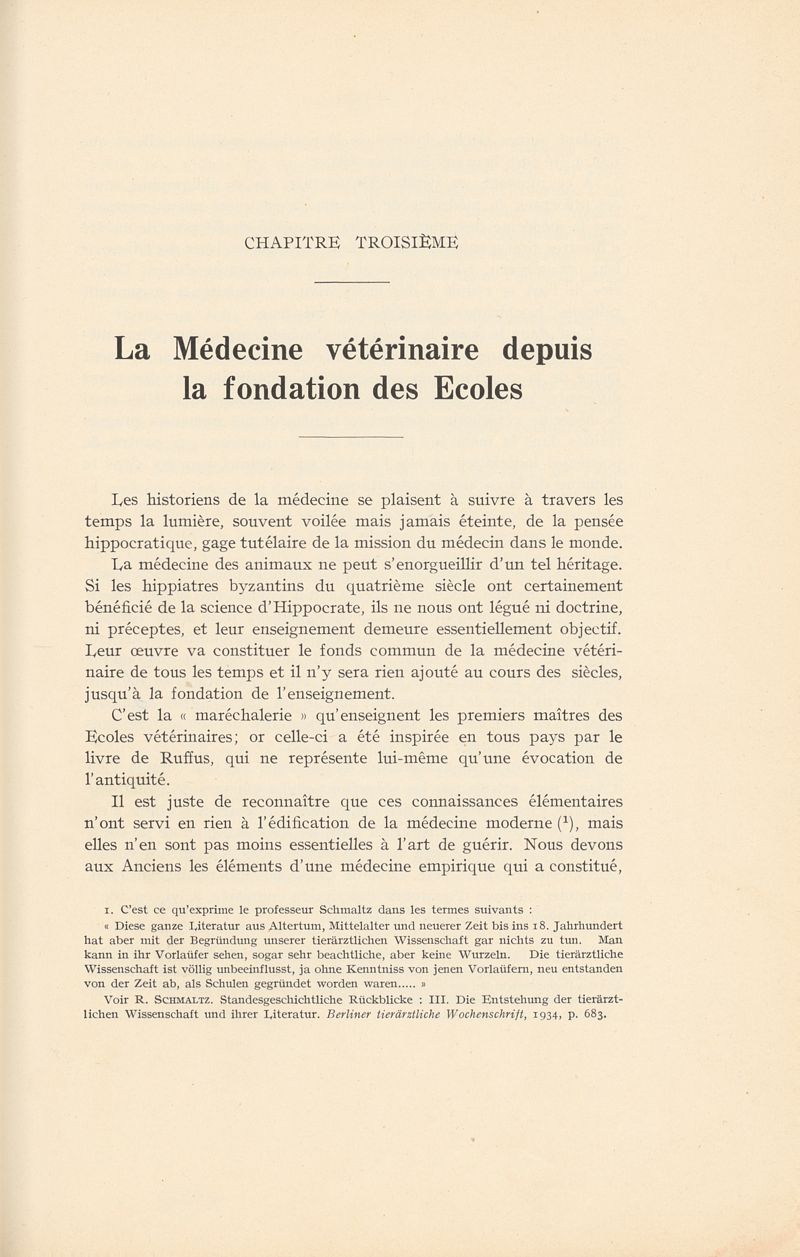 CHAPITRE TROISIÈME
La Médecine vétérinaire depuis
la fondation des Ecoles
Les historiens de la médecine se plaisent à suivre à travers les
temps la lumière, souvent voilée mais jamais éteinte, de la pensée
hippocratique, gage tutélaire de la mission du médecin dans le monde.
La médecine des animaux ne peut s'enorgueillir d'un tel héritage.
Si les hippiatres byzantins du quatrième siècle ont certainement
bénéficié de la science d'Hippocrate, ils ne nous ont légué ni doctrine,
ni préceptes, et leur enseignement demeure essentiellement objectif.
Leur œuvre va constituer le fonds commun de la médecine vétéri-
naire de tous les temps et il n'y sera rien ajouté au cours des siècles,
jusqu'à la fondation de l'enseignement.
C'est la « maréchalerie » qu'enseignent les premiers maîtres des
Ecoles vétérinaires; or celle-ci a été inspirée en tous pays par le
livre de Ruffus, qui ne représente lui-même qu'une évocation de
l'antiquité.
Il est juste de reconnaître que ces connaissances élémentaires
n'ont servi en rien à l'édification de la médecine moderne (¹), mais
elles n'en sont pas moins essentielles à l'art de guérir. Nous devons
aux Anciens les éléments d'une médecine empirique qui a constitué,
1. C'est ce qu'exprime le professeur Schmaltz dans les termes suivants :
« Diese ganze Literatur aus Altertum, Mittelalter und neuerer Zeit bis ins 18. Jahrhundert
hat aber mit der Begründung unserer tierärztlichen Wissenschaft gar nichts zu tun. Man
kann in ihr Vorlaüfer sehen, sogar sehr beachtliche, aber keine Wurzeln. Die tierärztliche
Wissenschaft ist völlig unbeeinflusst, ja ohne Kenntniss von jenen Vorlaüfern, neu entstanden
von der Zeit ab, als Schulen gegründet worden waren..... »
Voir R. SCHMALTZ. Standesgeschichtliche Rückblicke : III. Die Entstehung der tierärzt-
lichen Wissenschaft und ihrer Literatur. Berliner tierärztliche Wochenschrift, 1934, p. 683.